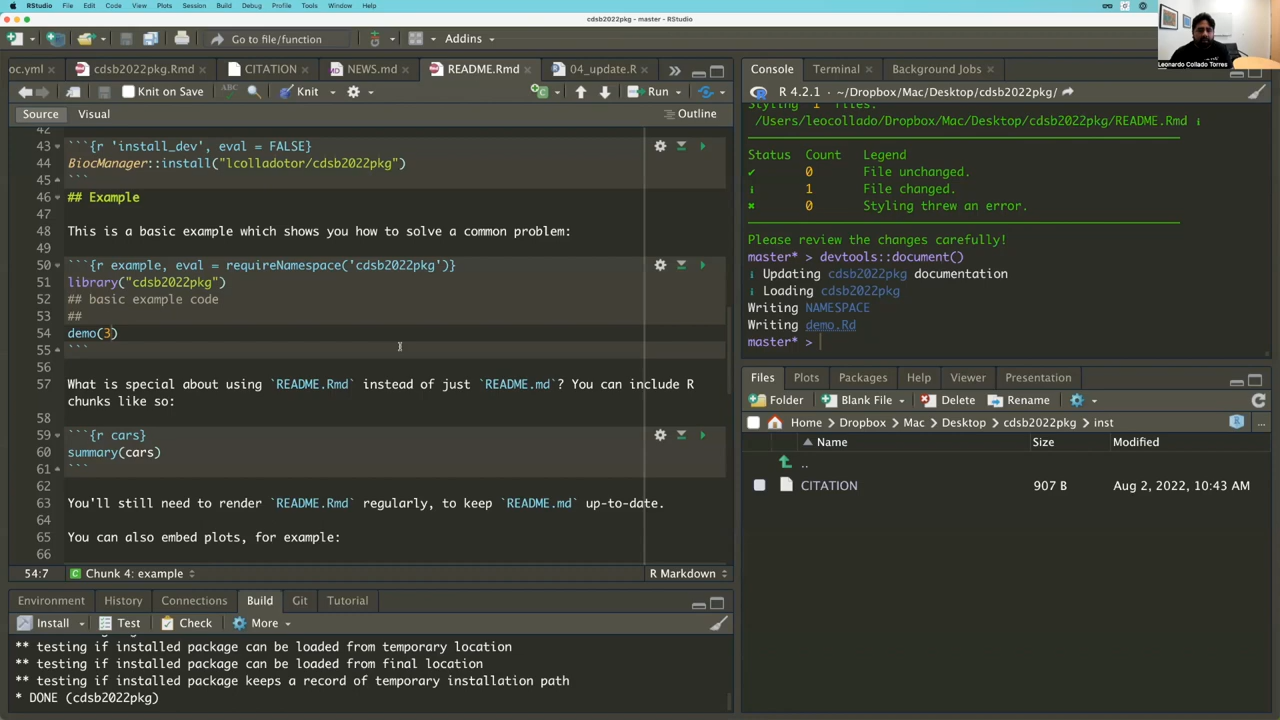 RStudio File Edit Code View Plots Session Build Debug Profile Tools Window Help
cdsb2022pkg - master - RStudio
Go to file/function Addins
oc.yml cdsb2022pkg.Rmd CITATION NEWS.md README.Rmd 04_update.R
Knit on Save Knit Run
Source Visual Outline
42
43 ```{r 'install_dev', eval = FALSE}
44 BiocManager::install("lcolladotor/cdsb2022pkg")
45 ```
46 ## Example
47
48 This is a basic example which shows you how to solve a common problem:
49
50 ```{r example, eval = requireNamespace('cdsb2022pkg')}
51 library("cdsb2022pkg")
52 ## basic example code
53 ##
54 demo(3)
55 ```
56
57 What is special about using `README.Rmd` instead of just `README.md`? You can include R
chunks like so:
58
59 ```{r cars}
60 summary(cars)
61 ```
62
63 You'll still need to render `README.Rmd` regularly, to keep `README.md` up-to-date.
64
65 You can also embed plots, for example:
66
54:7 Chunk 4: example R Markdown
Environment History Connections Build Git Tutorial
Install Test Check More
** testing if installed package can be loaded from temporary location
** testing if installed package can be loaded from final location
** testing if installed package keeps a record of temporary installation path
* DONE (cdsb2022pkg)
Leonardo Collado Torres
Console Terminal Background Jobs
R 4.2.1 · ~/Dropbox/Mac/Desktop/cdsb2022pkg/
Styling 1 files:
/Users/leocollado/Dropbox/Mac/Desktop/cdsb2022pkg/README.Rmd ℹ
Status Count Legend
✔ 0 File unchanged.
ℹ 1 File changed.
✖ 0 Styling threw an error.
Please review the changes carefully!
master* > devtools::document()
ℹ Updating cdsb2022pkg documentation
ℹ Loading cdsb2022pkg
Writing NAMESPACE
Writing demo.Rd
master* >
Files Plots Packages Help Viewer Presentation
Folder Blank File Delete Rename
Home Dropbox Mac Desktop cdsb2022pkg inst ...
Name Size Modified
..
CITATION 907 B Aug 2, 2022, 10:43 AM